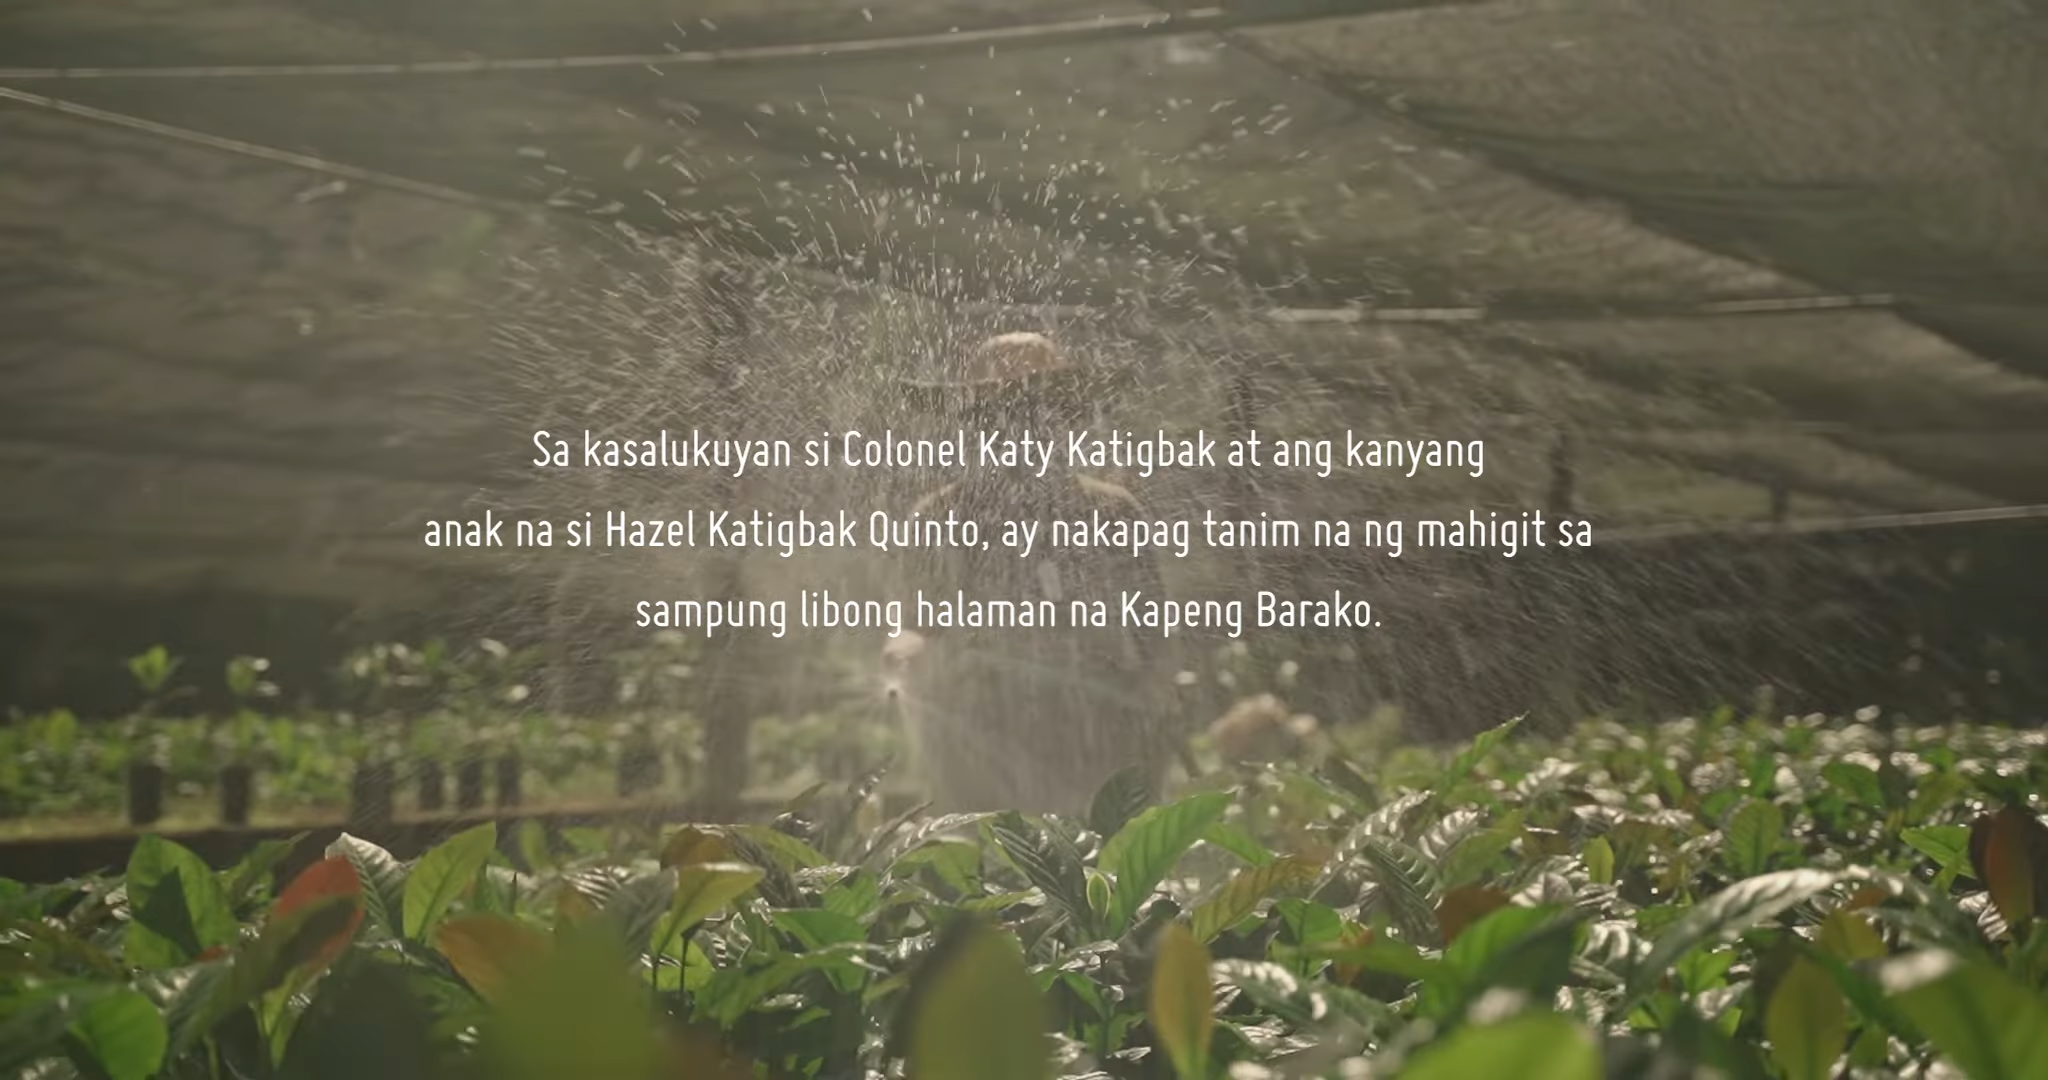 Sa kasalukuyan si Colonel Katy Katigbak at ang kanyang
anak na si Hazel Katigbak Quinto, ay nakapag tanim na ng mahigit sa
sampung libong halaman na Kapeng Barako.